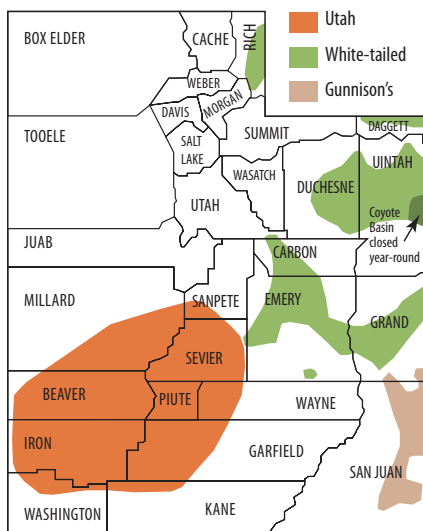 Utah
White-tailed
Gunnison's
BOX ELDER
CACHE
RICH
WEBER
DAVIS
MORGAN
DAGGETT
TOOELE
SALT
LAKE
SUMMIT
UINTAH
WASATCH
DUCHESNE
UTAH
Coyote
Basin
closed
year-round
JUAB
CARBON
MILLARD
SANPETE
EMERY
GRAND
SEVIER
BEAVER
PIUTE
WAYNE
IRON
GARFIELD
SAN JUAN
WASHINGTON
KANE